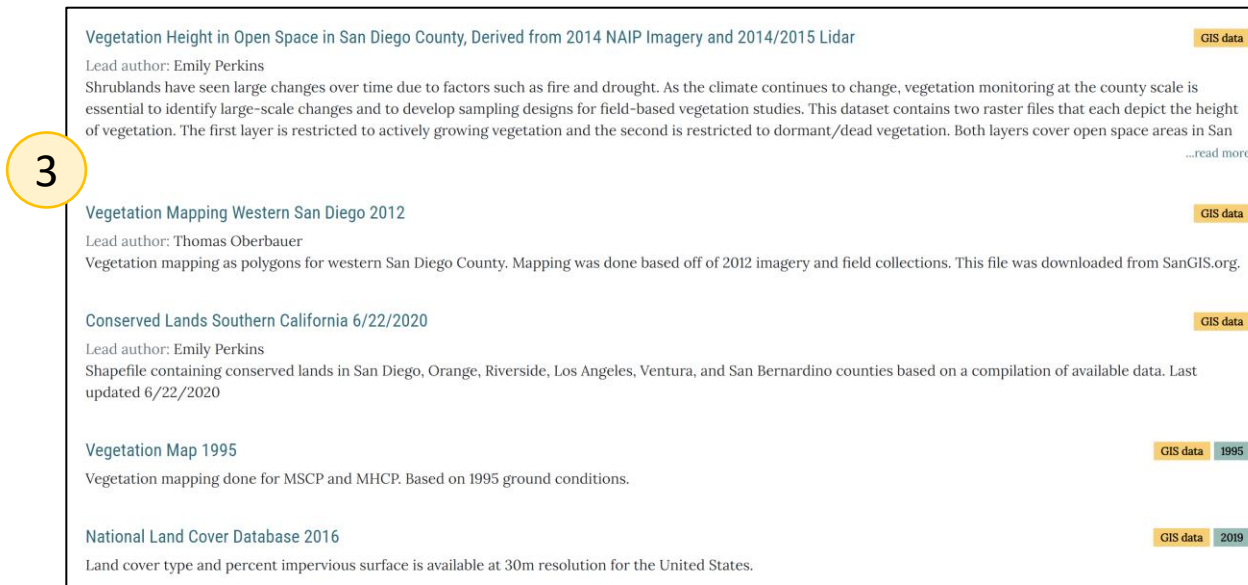 Vegetation Height in Open Space in San Diego County, Derived from 2014 NAIP Imagery and 2014/2015 Lidar
GIS data
Lead author: Emily Perkins
Shrublands have seen large changes over time due to factors such as fire and drought. As the climate continues to change, vegetation monitoring at the county scale is
essential to identify large-scale changes and to develop sampling designs for field-based vegetation studies. This dataset contains two raster files that each depict the height
of vegetation. The first layer is restricted to actively growing vegetation and the second is restricted to dormant/dead vegetation. Both layers cover open space areas in San
...read more
3
Vegetation Mapping Western San Diego 2012
GIS data
Lead author: Thomas Oberbauer
Vegetation mapping as polygons for western San Diego County. Mapping was done based off of 2012 imagery and field collections. This file was downloaded from SanGIS.org.
Conserved Lands Southern California 6/22/2020
GIS data
Lead author: Emily Perkins
Shapefile containing conserved lands in San Diego, Orange, Riverside, Los Angeles, Ventura, and San Bernardino counties based on a compilation of available data. Last
updated 6/22/2020
Vegetation Map 1995
GIS data 1995
Vegetation mapping done for MSCP and MHCP. Based on 1995 ground conditions.
National Land Cover Database 2016
GIS data 2019
Land cover type and percent impervious surface is available at 30m resolution for the United States.